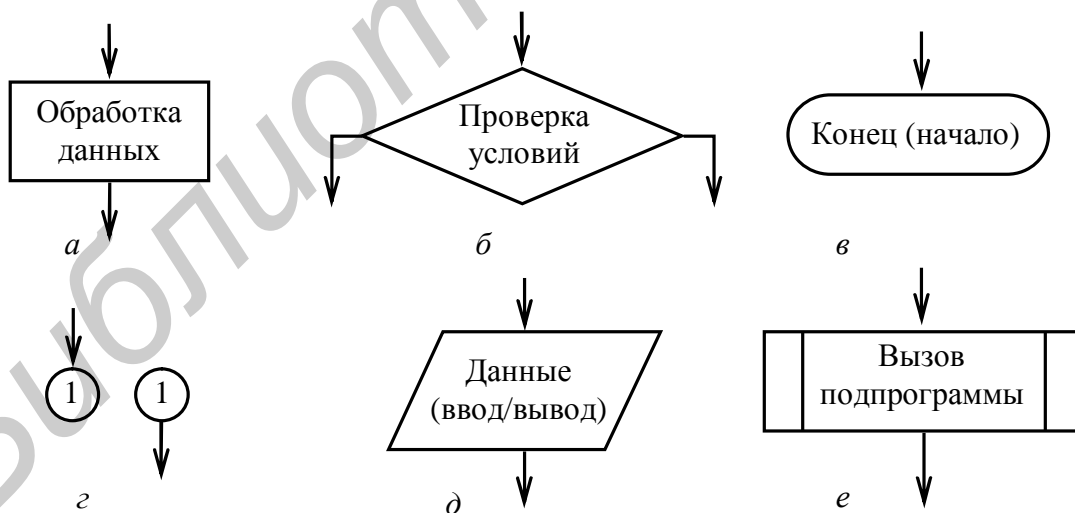 Обработка
данных
Проверка
условий
Конец (начало)
а
б
в
1
1
Данные
(ввод/вывод)
Вызов
подпрограммы
г
д
е